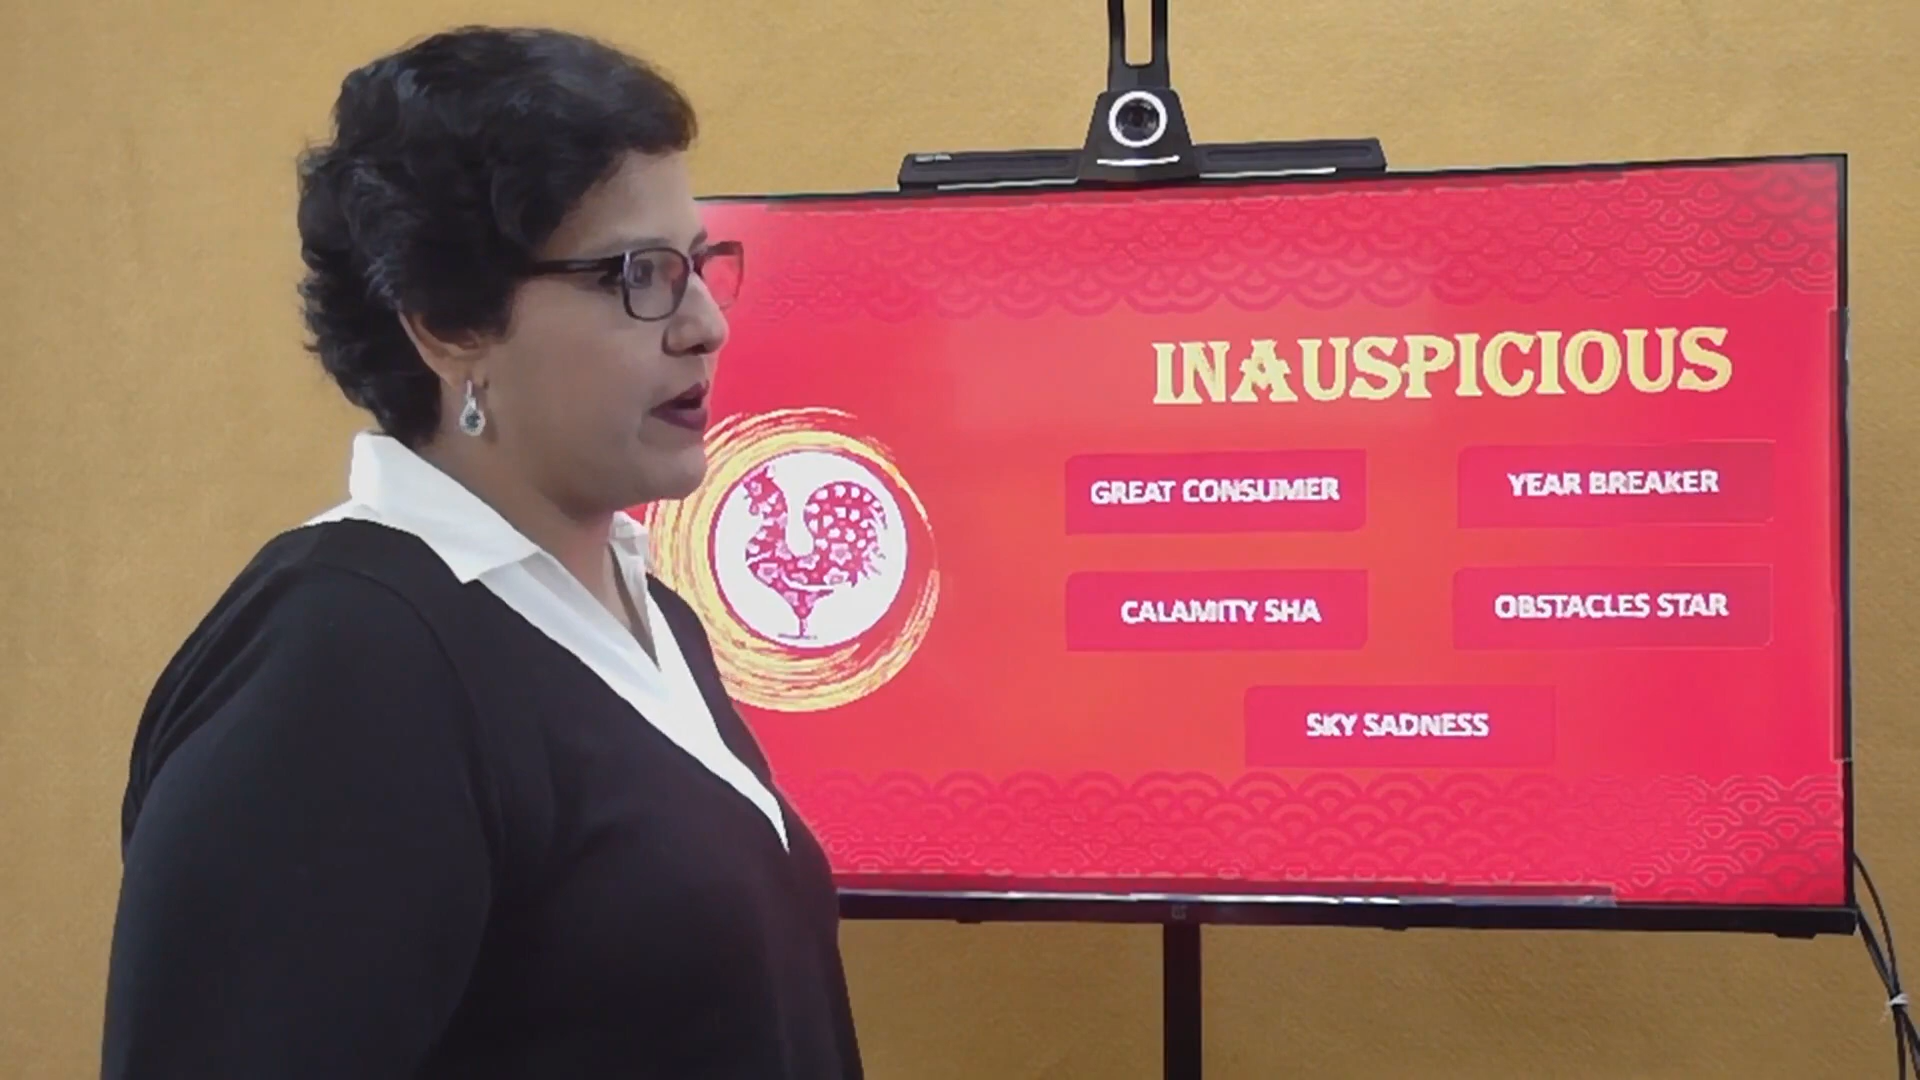 INAUSPICIOUS
GREAT CONSUMER
YEAR BREAKER
CALAMITY SHA
OBSTACLES STAR
SKY SADNESS